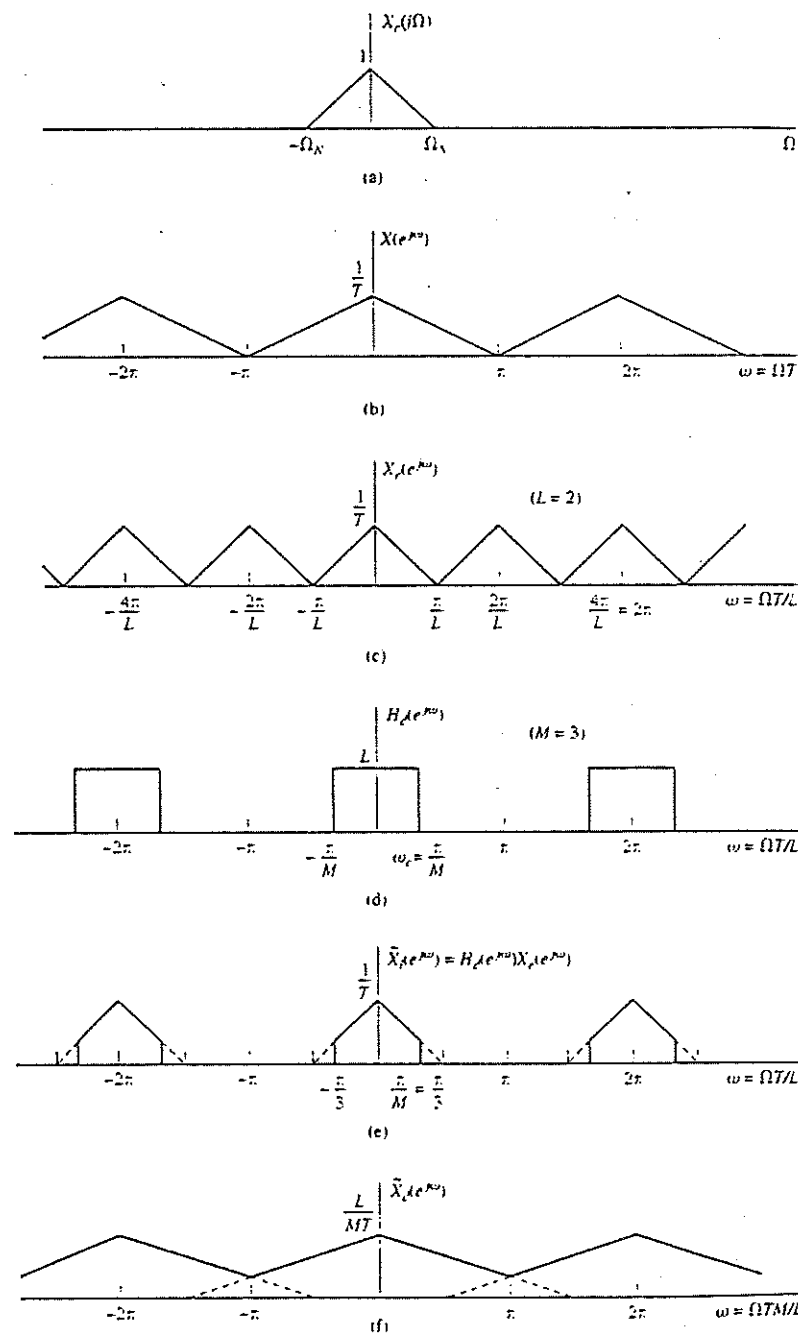 X_c(jΩ)
1
-Ω_N Ω_N Ω
(a)
X(e^{jω})
1/T
-2π -π π 2π ω = ΩT
(b)
X_e(e^{jω})
1/T (L = 2)
-4π/L -2π/L -π/L π/L 2π/L 4π/L = 2π ω = ΩT/L
(c)
H_d(e^{jω})
(M = 3)
L
-2π -π -π/M ω_c = π/M π 2π ω = ΩT/L
(d)
X̃_i(e^{jω}) = H_d(e^{jω})X_e(e^{jω})
1/T
-2π -π -π/3 π/M = π/3 π 2π ω = ΩT/L
(e)
X̃_d(e^{jω})
L/MT
-2π -π π 2π ω = ΩTM/L
(f)